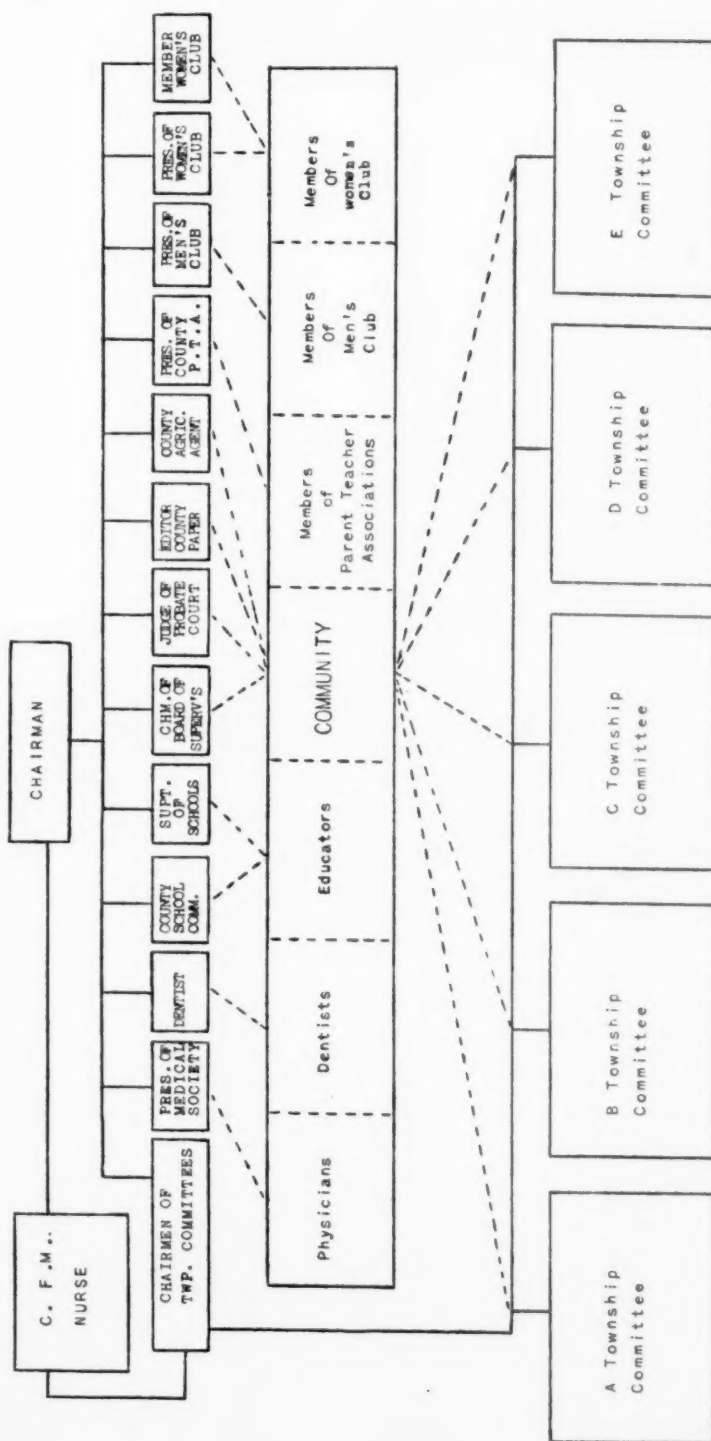 CHAIRMAN
C. F.M..
NURSE
CHAIRMEN OF
TWP. COMMITTEES
PRES. OF
MEDICAL
SOCIETY
DENTIST
COUNTY
SCHOOL
COMM.
SUPT.
OF
SCHOOLS
CHM. OF
BOARD OF
SUPERV'S
JUDGE OF
PROBATE
COURT
EDITOR
COUNTY
PAPER
COUNTY
AGRIC.
AGENT
PRES. OF
COUNTY
P.T.A.
PRES. OF
MEN'S
CLUB
PRES. OF
WOMEN'S
CLUB
MEMBER
WOMEN'S
CLUB
Physicians
Dentists
Educators
COMMUNITY
Members
of
Parent Teacher
Associations
Members
Of
Men's
Club
Members
Of
women's
Club
A Township
Committee
B Township
Committee
C Township
Committee
D Township
Committee
E Township
Committee